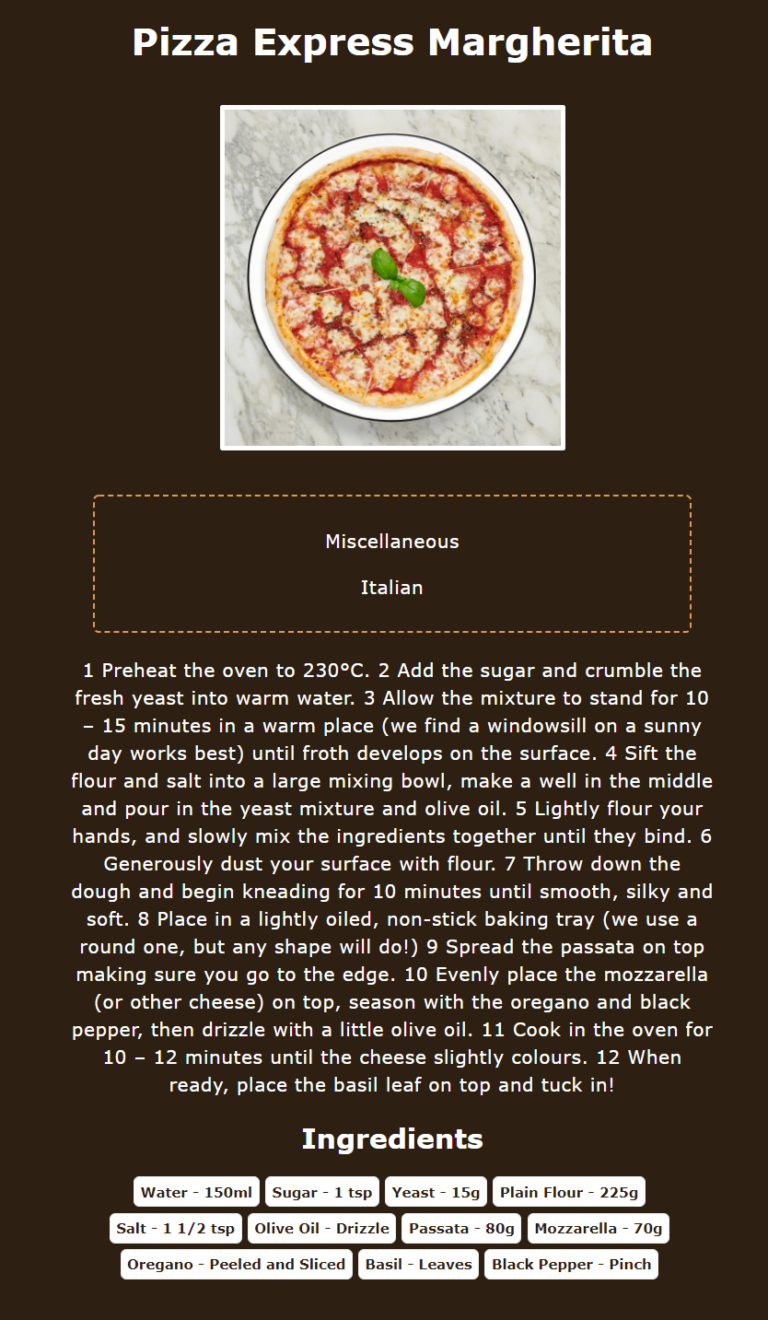 Pizza Express Margherita
Miscellaneous
Italian
1 Preheat the oven to 230°C. 2 Add the sugar and crumble the
fresh yeast into warm water. 3 Allow the mixture to stand for 10
– 15 minutes in a warm place (we find a windowsill on a sunny
day works best) until froth develops on the surface. 4 Sift the
flour and salt into a large mixing bowl, make a well in the middle
and pour in the yeast mixture and olive oil. 5 Lightly flour your
hands, and slowly mix the ingredients together until they bind. 6
Generously dust your surface with flour. 7 Throw down the
dough and begin kneading for 10 minutes until smooth, silky and
soft. 8 Place in a lightly oiled, non-stick baking tray (we use a
round one, but any shape will do!) 9 Spread the passata on top
making sure you go to the edge. 10 Evenly place the mozzarella
(or other cheese) on top, season with the oregano and black
pepper, then drizzle with a little olive oil. 11 Cook in the oven for
10 – 12 minutes until the cheese slightly colours. 12 When
ready, place the basil leaf on top and tuck in!
Ingredients
Water - 150ml Sugar - 1 tsp Yeast - 15g Plain Flour - 225g
Salt - 1 1/2 tsp Olive Oil - Drizzle Passata - 80g Mozzarella - 70g
Oregano - Peeled and Sliced Basil - Leaves Black Pepper - Pinch